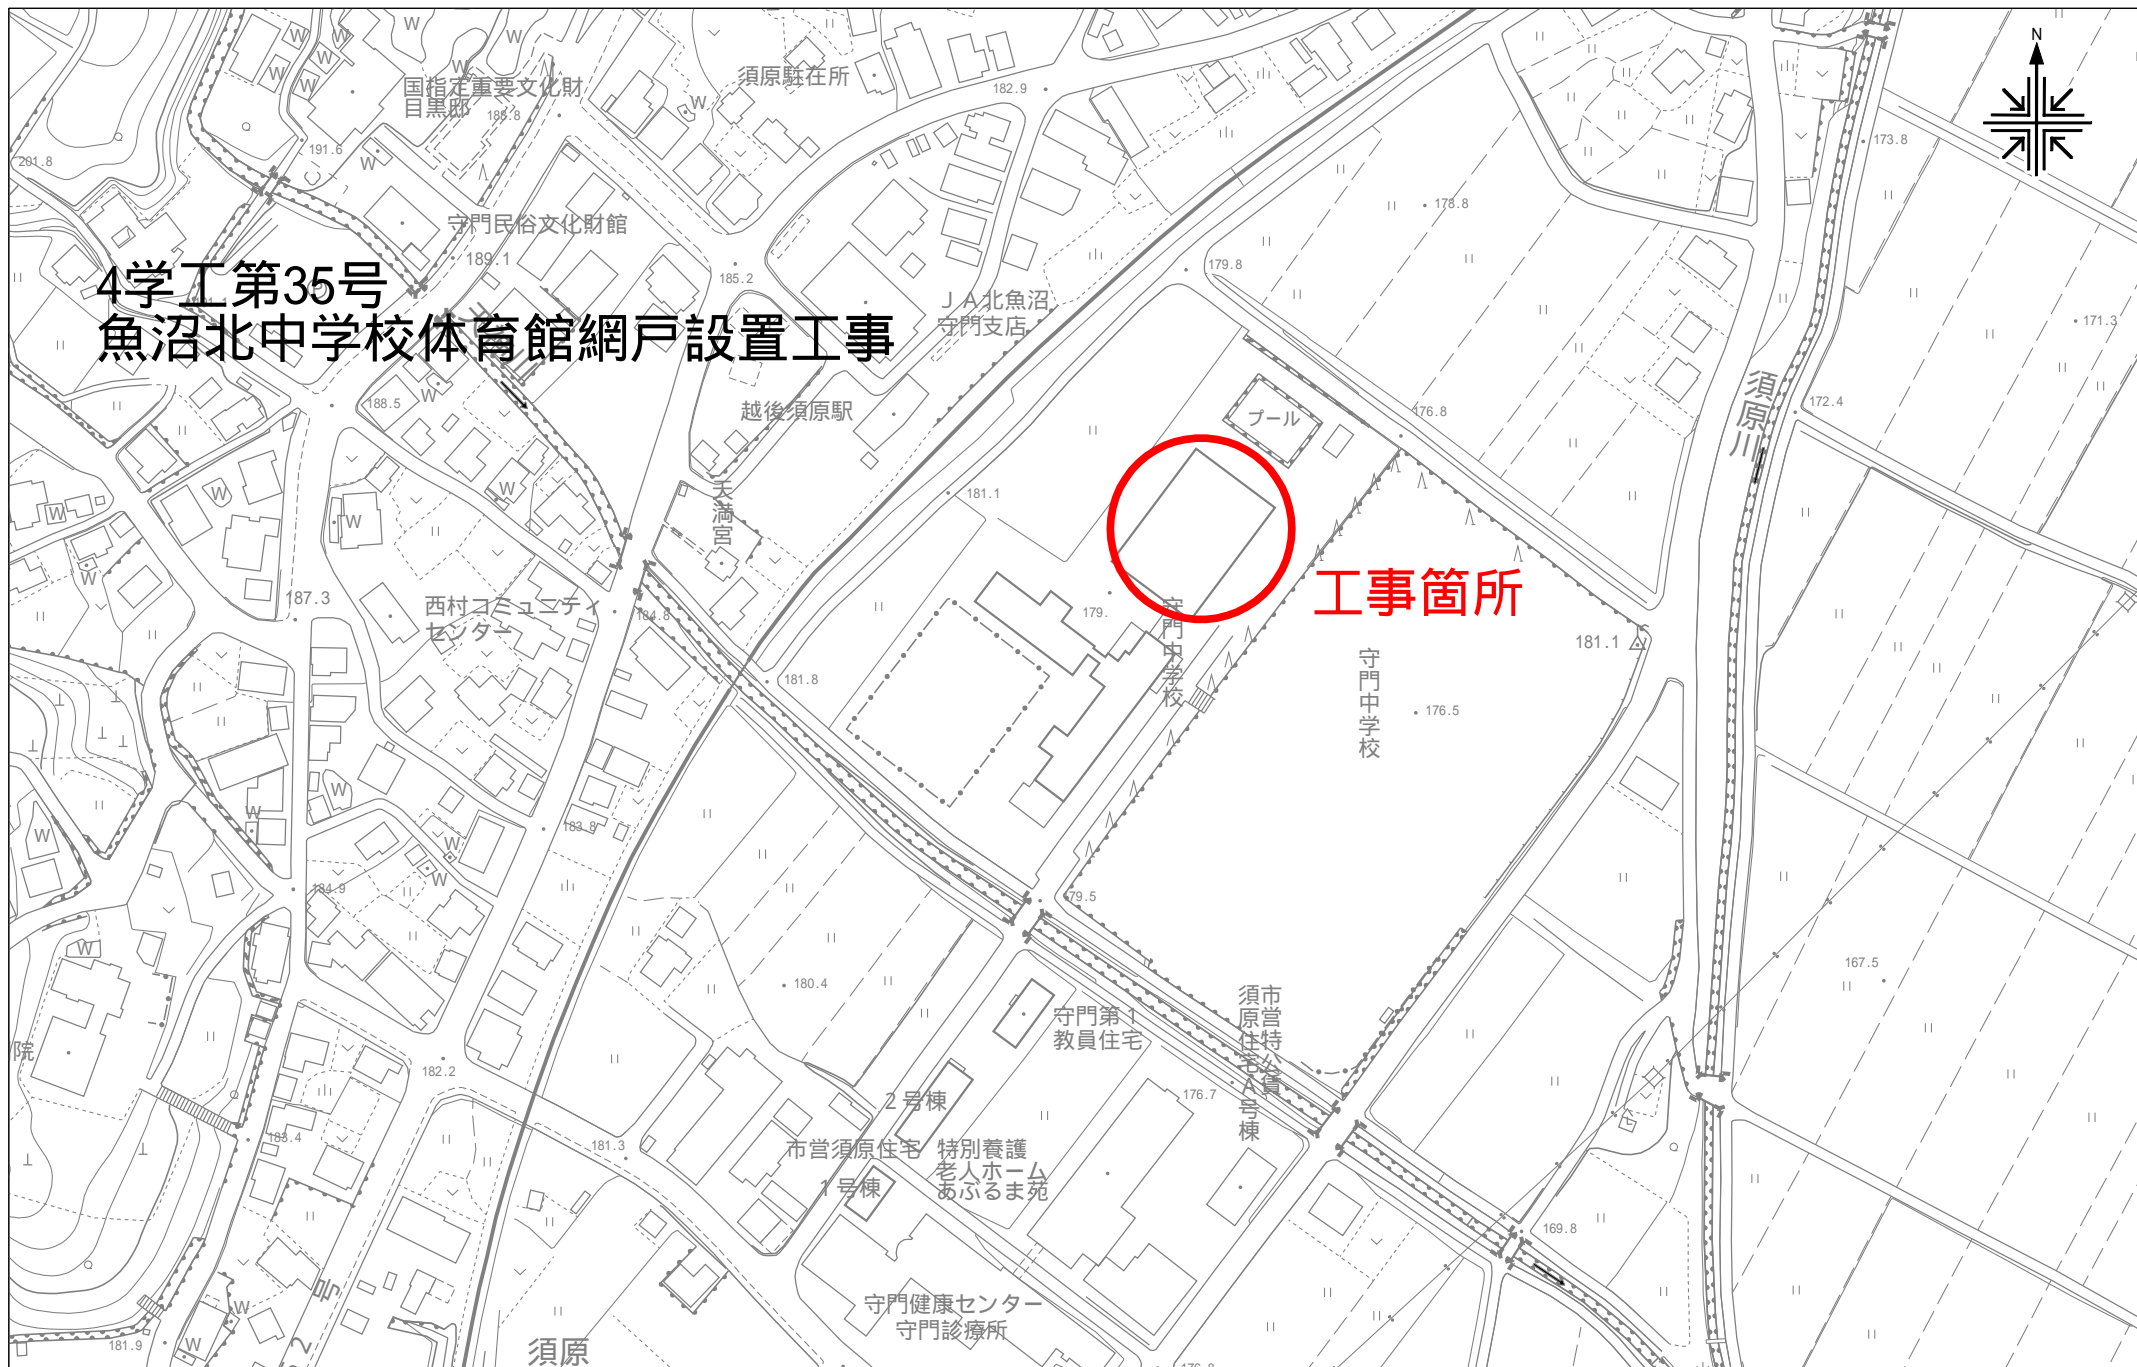 N
国指定重要文化財
目黒邸
188.8
須原駐在所
182.9
173.8
201.8
191.6
守門民俗文化財館
189.1
185.2
178.8
179.8
171.3
4学工第35号
魚沼北中学校体育館網戸設置工事
ＪＡ北魚沼
守門支店
188.5
越後須原駅
プール
176.8
須原川
172.4
天満宮
181.1
工事箇所
187.3
西村コミュニティ
センター
184.8
179.
守門中学校
181.1
守門中学校
181.8
176.5
183.8
184.9
179.5
180.4
167.5
院
守門第１
教員住宅
市営特公賃
須原住宅Ａ号棟
182.2
２号棟
176.7
183.4
181.3
市営須原住宅
１号棟
特別養護
老人ホーム
あぶるま苑
169.8
号
守門健康センター
守門診療所
181.9
須原
176.8